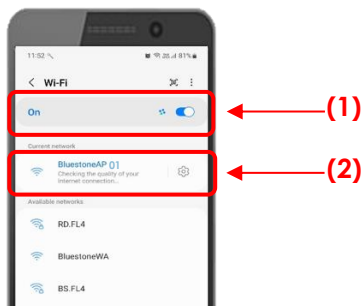 11:52
81%
Wi-Fi
On
(1)
Current network
BluestoneAP 01
(2)
Checking the quality of your
internet connection...
Available networks
RD.FL4
BluestoneWA
BS.FL4